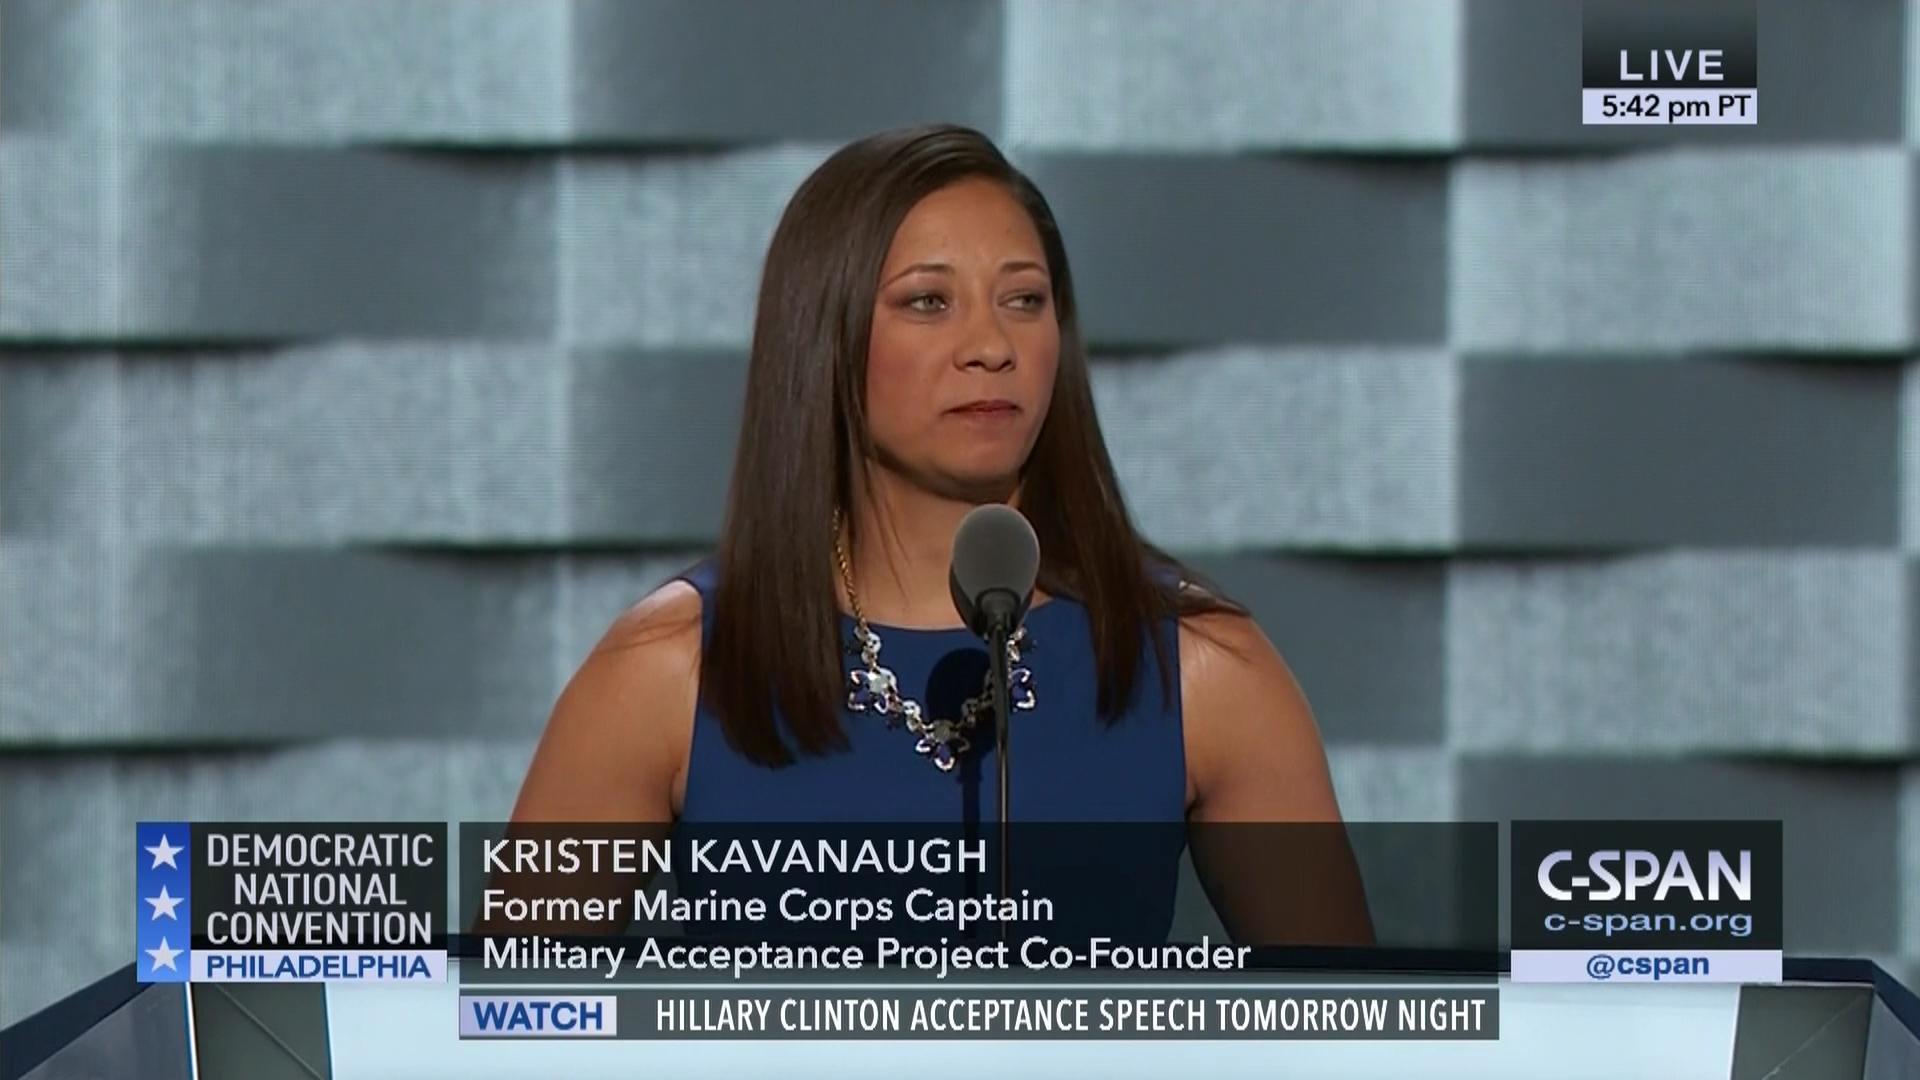 LIVE
5:42 pm PT
DEMOCRATIC
NATIONAL
CONVENTION
PHILADELPHIA
KRISTEN KAVANAUGH
Former Marine Corps Captain
Military Acceptance Project Co-Founder
C-SPAN
c-span.org
@cspan
WATCH HILLARY CLINTON ACCEPTANCE SPEECH TOMORROW NIGHT